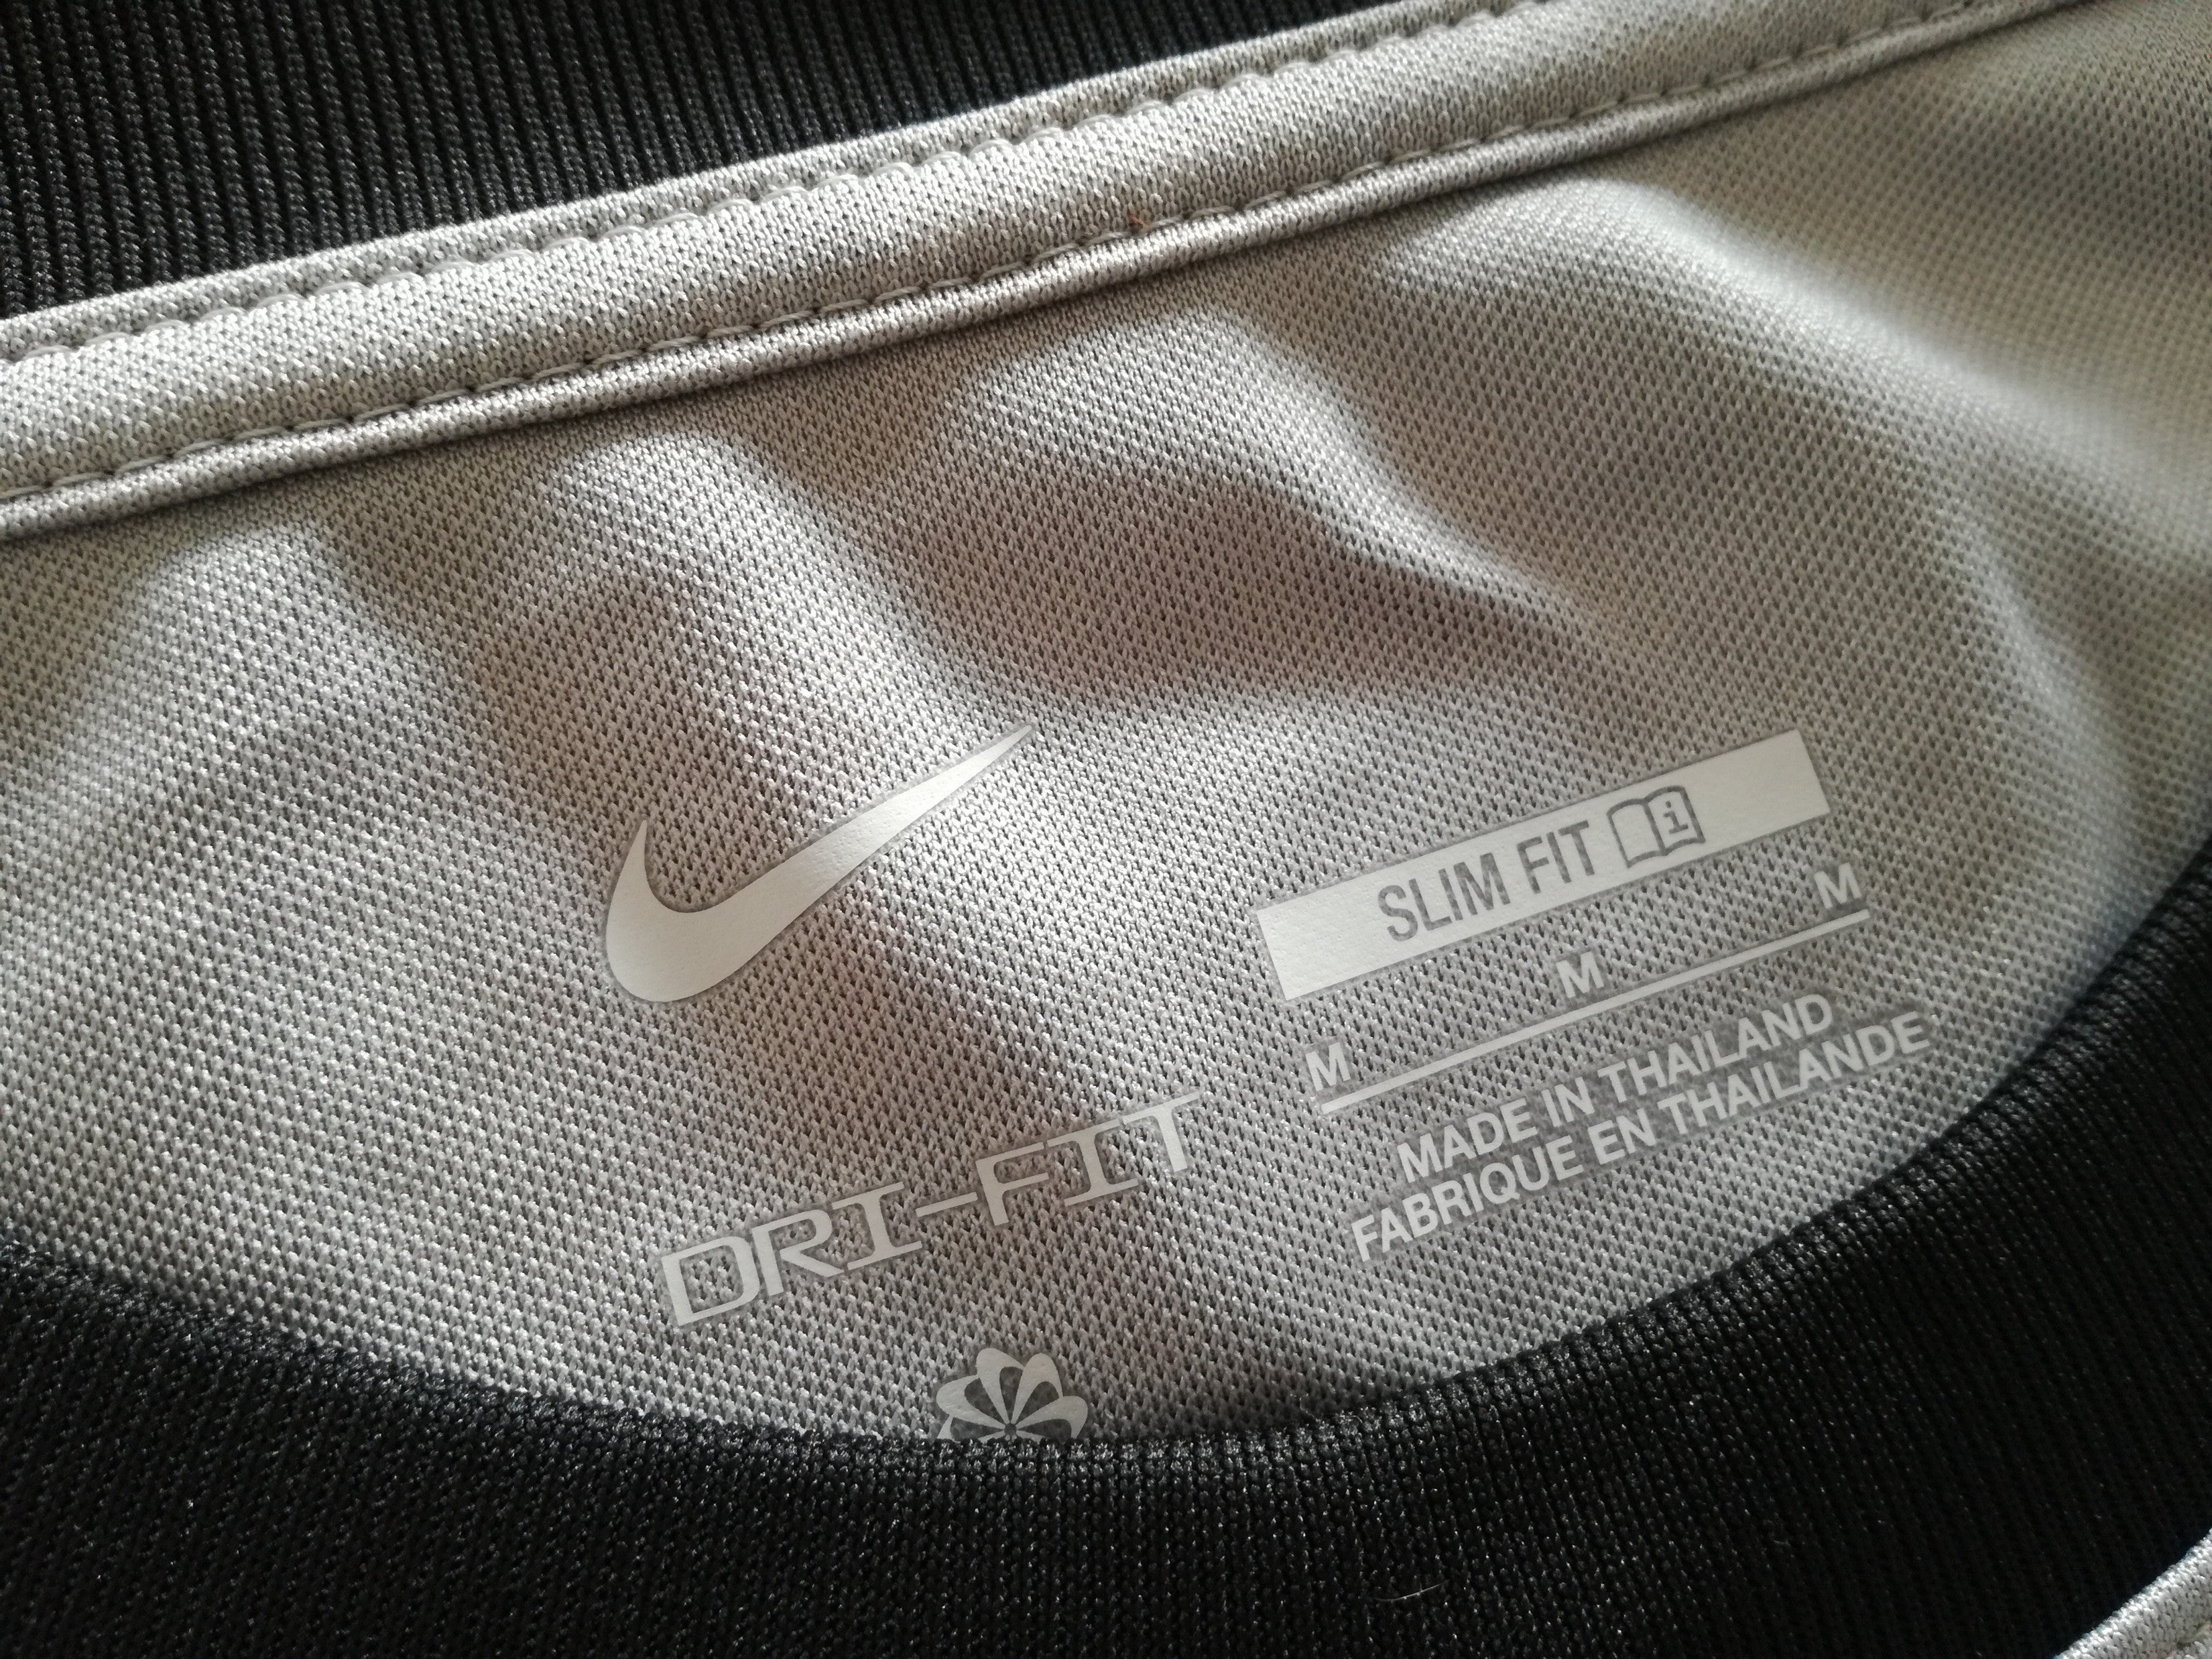 SLIM FIT
M M M
MADE IN THAILAND
FABRIQUE EN THAILANDE
DRI-FIT